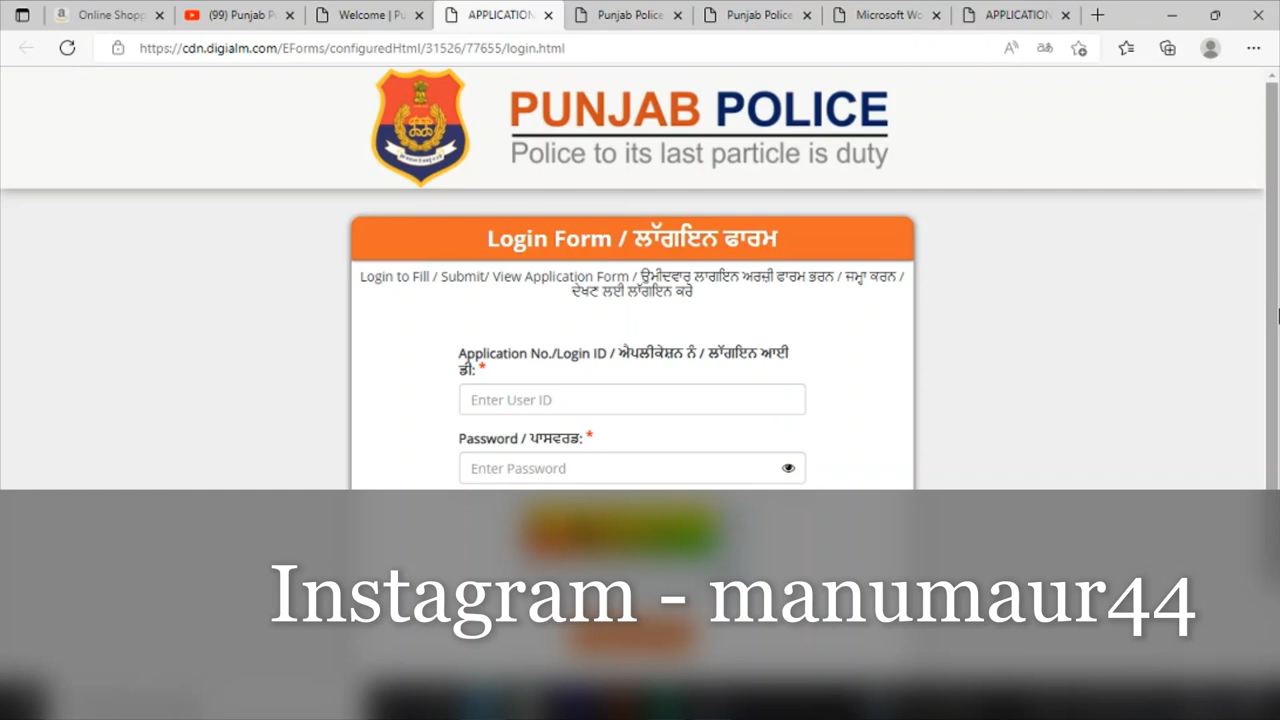 Online Shopp
(99) Punjab P
Welcome | Pu
APPLICATION
Punjab Police
Punjab Police
Microsoft Wo
APPLICATION
https://cdn.digialm.com/EForms/configuredHtml/31526/77655/login.html
PUNJAB POLICE
Police to its last particle is duty
Login Form / ਲਾੱਗਇਨ ਫਾਰਮ
Login to Fill / Submit/ View Application Form / ਉਮੀਦਵਾਰ ਲਾਗਇਨ ਅਰਜ਼ੀ ਫਾਰਮ ਭਰਨ / ਜਮ੍ਹਾ ਕਰਨ /
ਦੇਖਣ ਲਈ ਲਾੱਗਇਨ ਕਰੋ
Application No./Login ID / ਐਪਲੀਕੇਸ਼ਨ ਨੰ / ਲਾੱਗਇਨ ਆਈ
ਡੀ: *
Enter User ID
Password / ਪਾਸਵਰਡ: *
Enter Password
Instagram - manumaur44